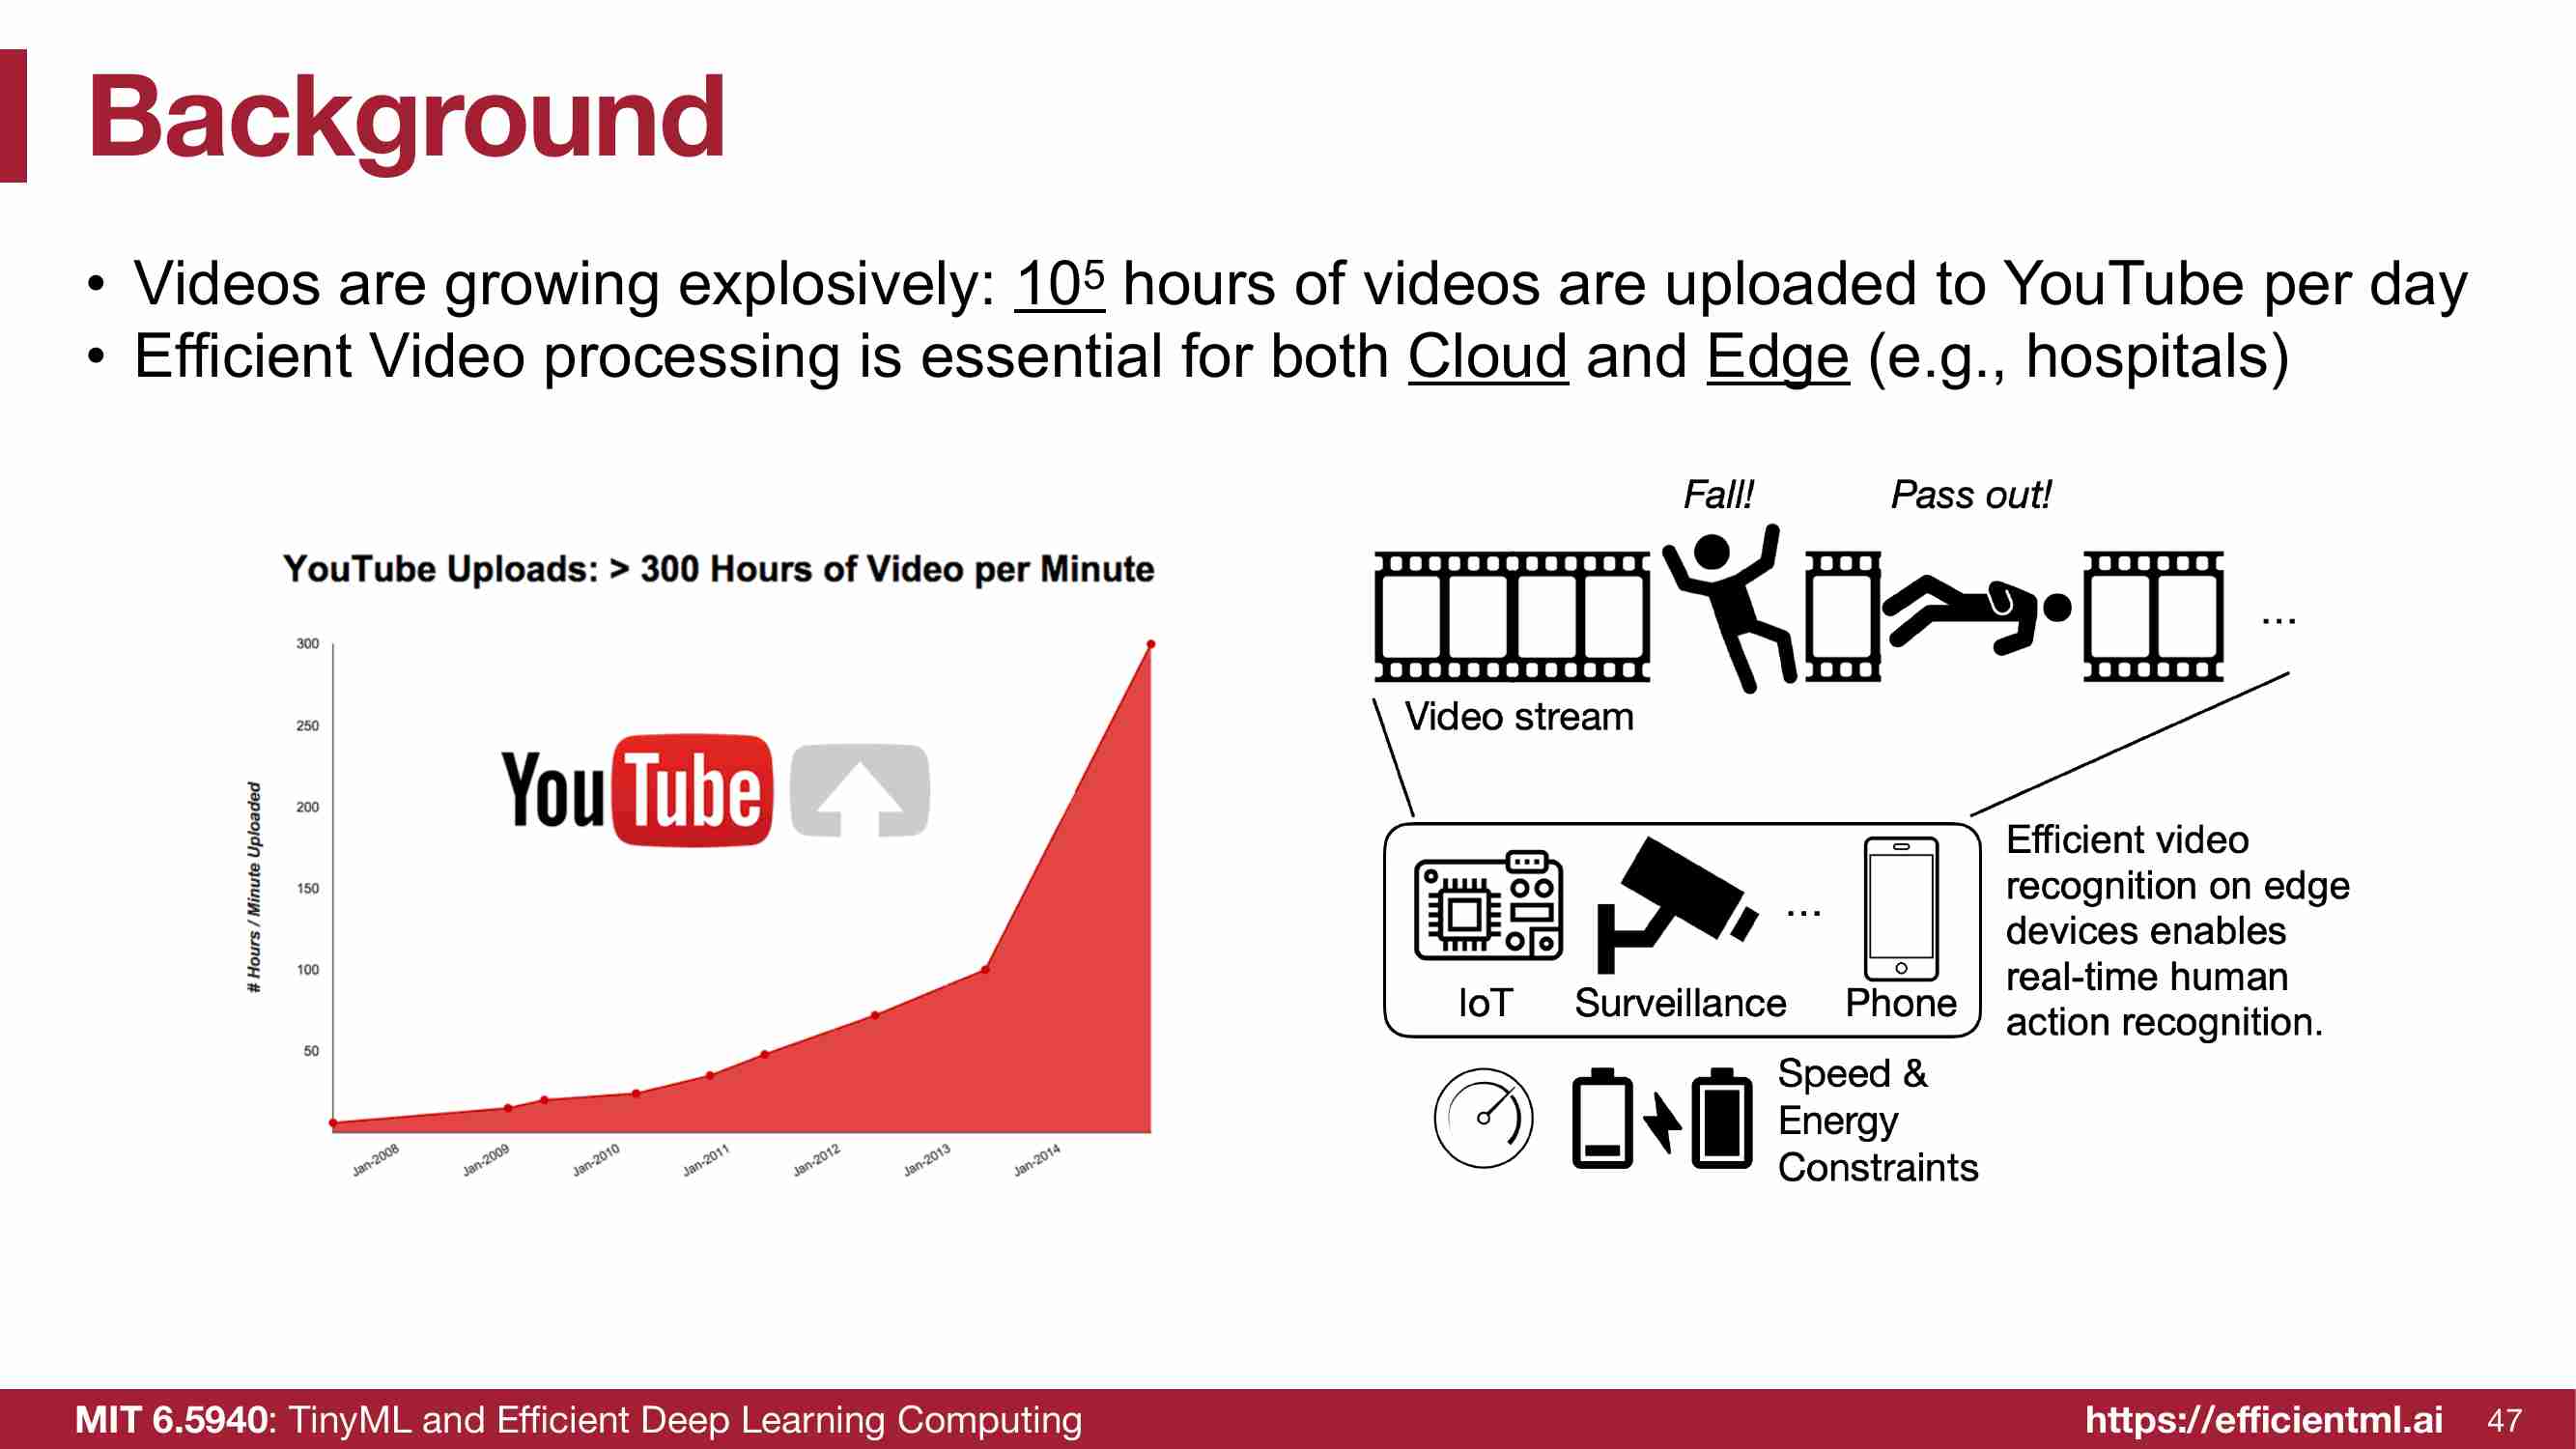 Background
• Videos are growing explosively: 10⁵ hours of videos are uploaded to YouTube per day
• Efficient Video processing is essential for both Cloud and Edge (e.g., hospitals)
YouTube Uploads: > 300 Hours of Video per Minute
# Hours / Minute Uploaded
300
250
200
150
100
50
YouTube
Jan-2008
Jan-2009
Jan-2010
Jan-2011
Jan-2012
Jan-2013
Jan-2014
Fall!
Pass out!
...
Video stream
...
IoT
Surveillance
Phone
Efficient video
recognition on edge
devices enables
real-time human
action recognition.
Speed &
Energy
Constraints
MIT 6.5940: TinyML and Efficient Deep Learning Computing
https://efficientml.ai
47